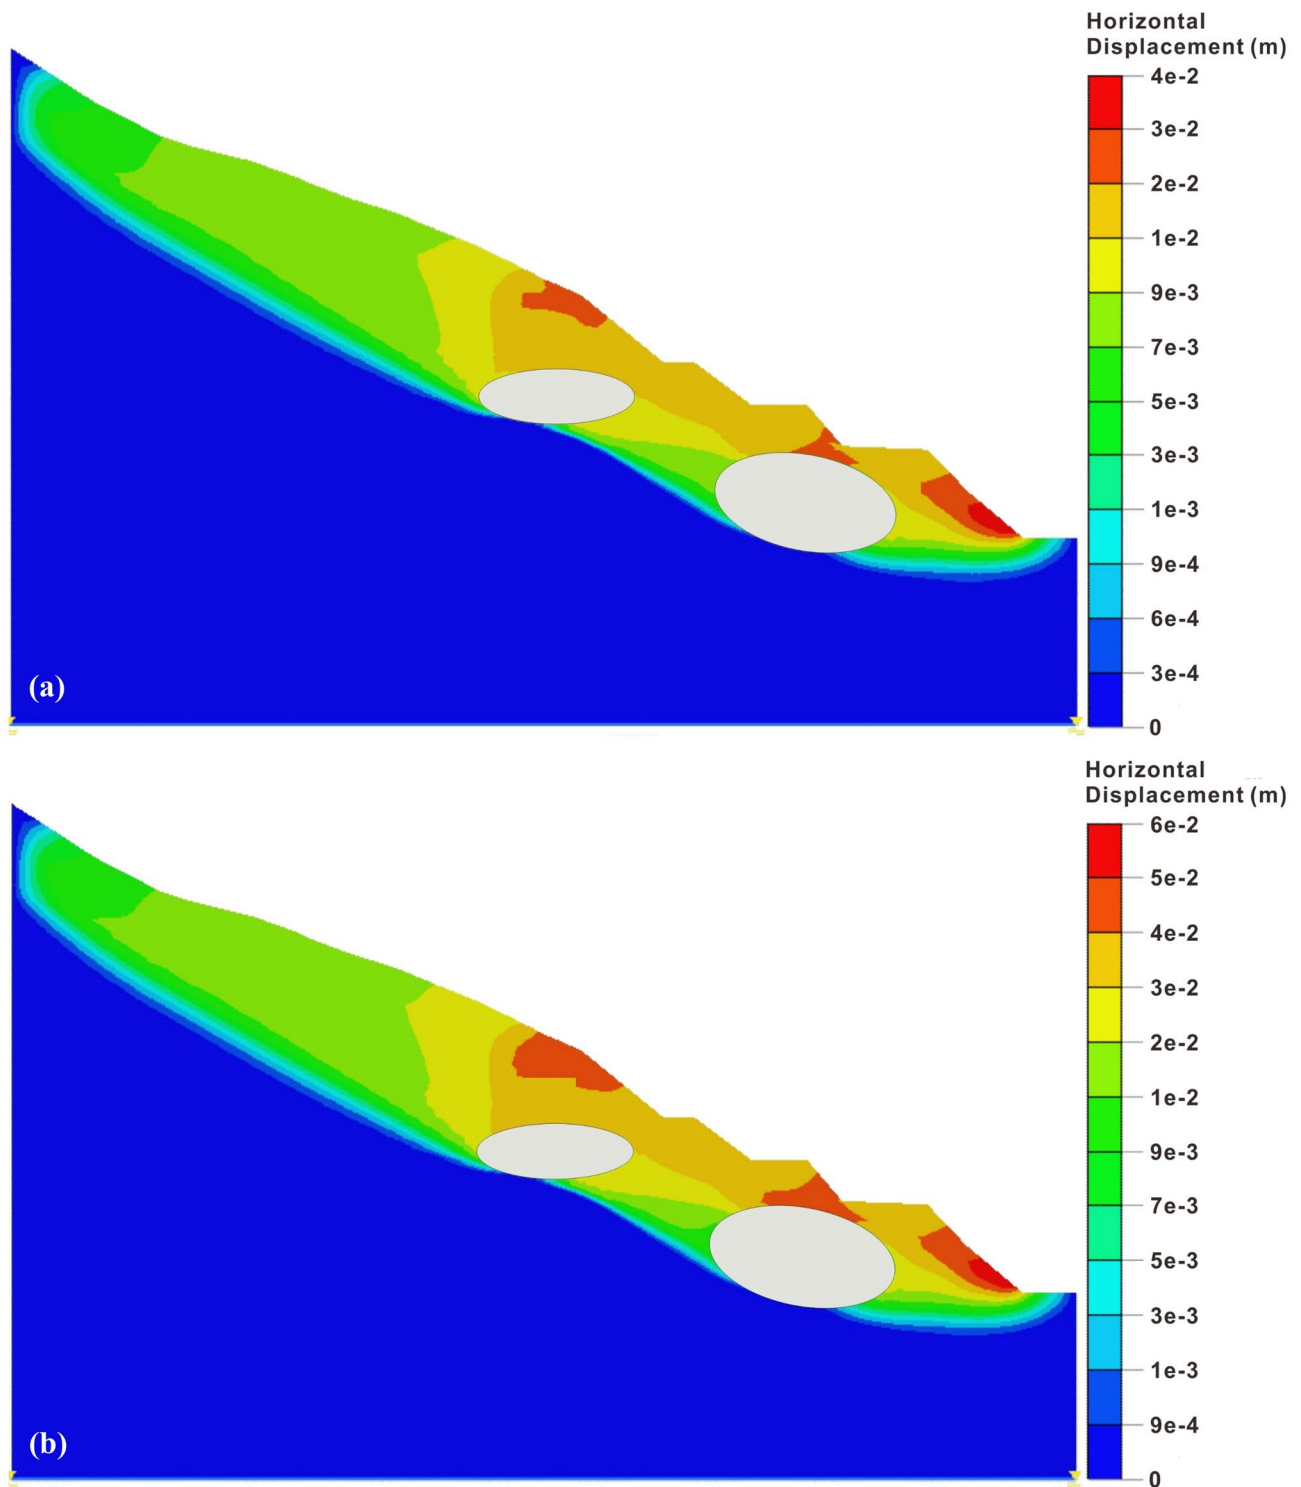 Horizontal
Displacement (m)
4e-2
3e-2
2e-2
1e-2
9e-3
7e-3
5e-3
3e-3
1e-3
9e-4
6e-4
3e-4
0
(a)
Horizontal
Displacement (m)
6e-2
5e-2
4e-2
3e-2
2e-2
1e-2
9e-3
7e-3
5e-3
3e-3
1e-3
9e-4
0
(b)